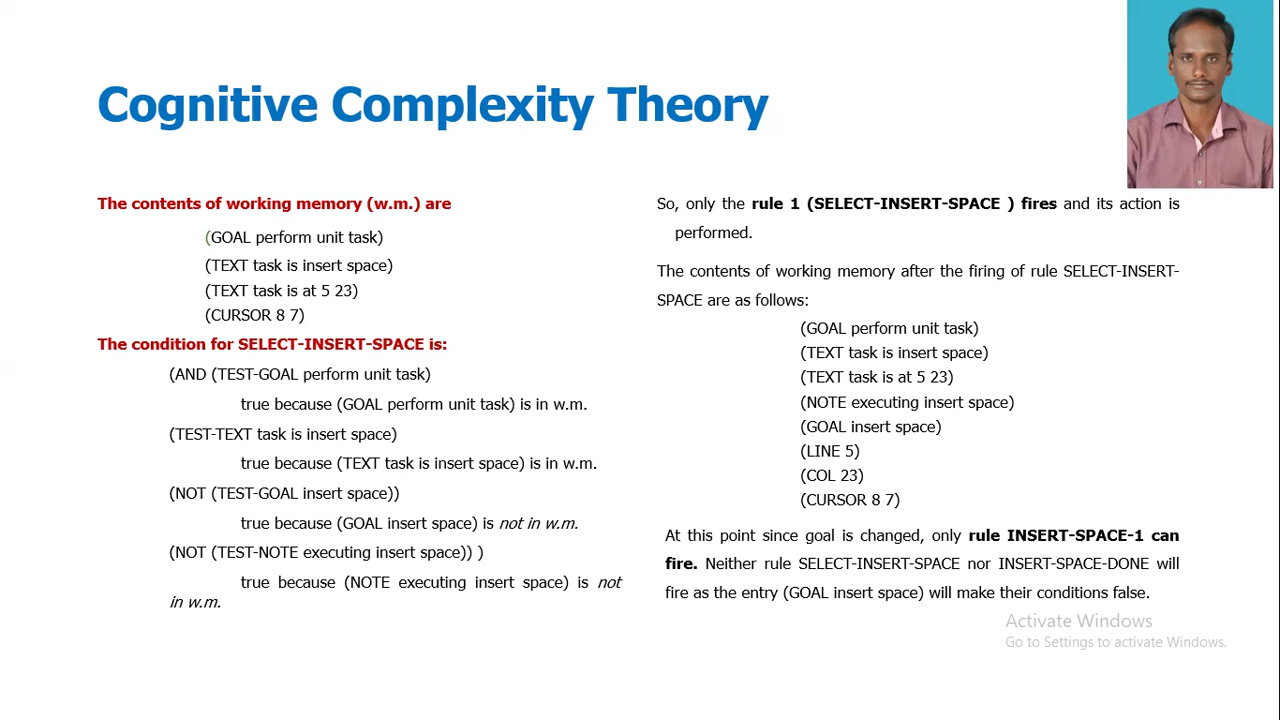 Cognitive Complexity Theory
The contents of working memory (w.m.) are
(GOAL perform unit task)
(TEXT task is insert space)
(TEXT task is at 5 23)
(CURSOR 8 7)
The condition for SELECT-INSERT-SPACE is:
(AND (TEST-GOAL perform unit task)
true because (GOAL perform unit task) is in w.m.
(TEST-TEXT task is insert space)
true because (TEXT task is insert space) is in w.m.
(NOT (TEST-GOAL insert space))
true because (GOAL insert space) is not in w.m.
(NOT (TEST-NOTE executing insert space)) )
true because (NOTE executing insert space) is not
in w.m.
So, only the rule 1 (SELECT-INSERT-SPACE ) fires and its action is
performed.
The contents of working memory after the firing of rule SELECT-INSERT-
SPACE are as follows:
(GOAL perform unit task)
(TEXT task is insert space)
(TEXT task is at 5 23)
(NOTE executing insert space)
(GOAL insert space)
(LINE 5)
(COL 23)
(CURSOR 8 7)
At this point since goal is changed, only rule INSERT-SPACE-1 can
fire. Neither rule SELECT-INSERT-SPACE nor INSERT-SPACE-DONE will
fire as the entry (GOAL insert space) will make their conditions false.
Activate Windows
Go to Settings to activate Windows.